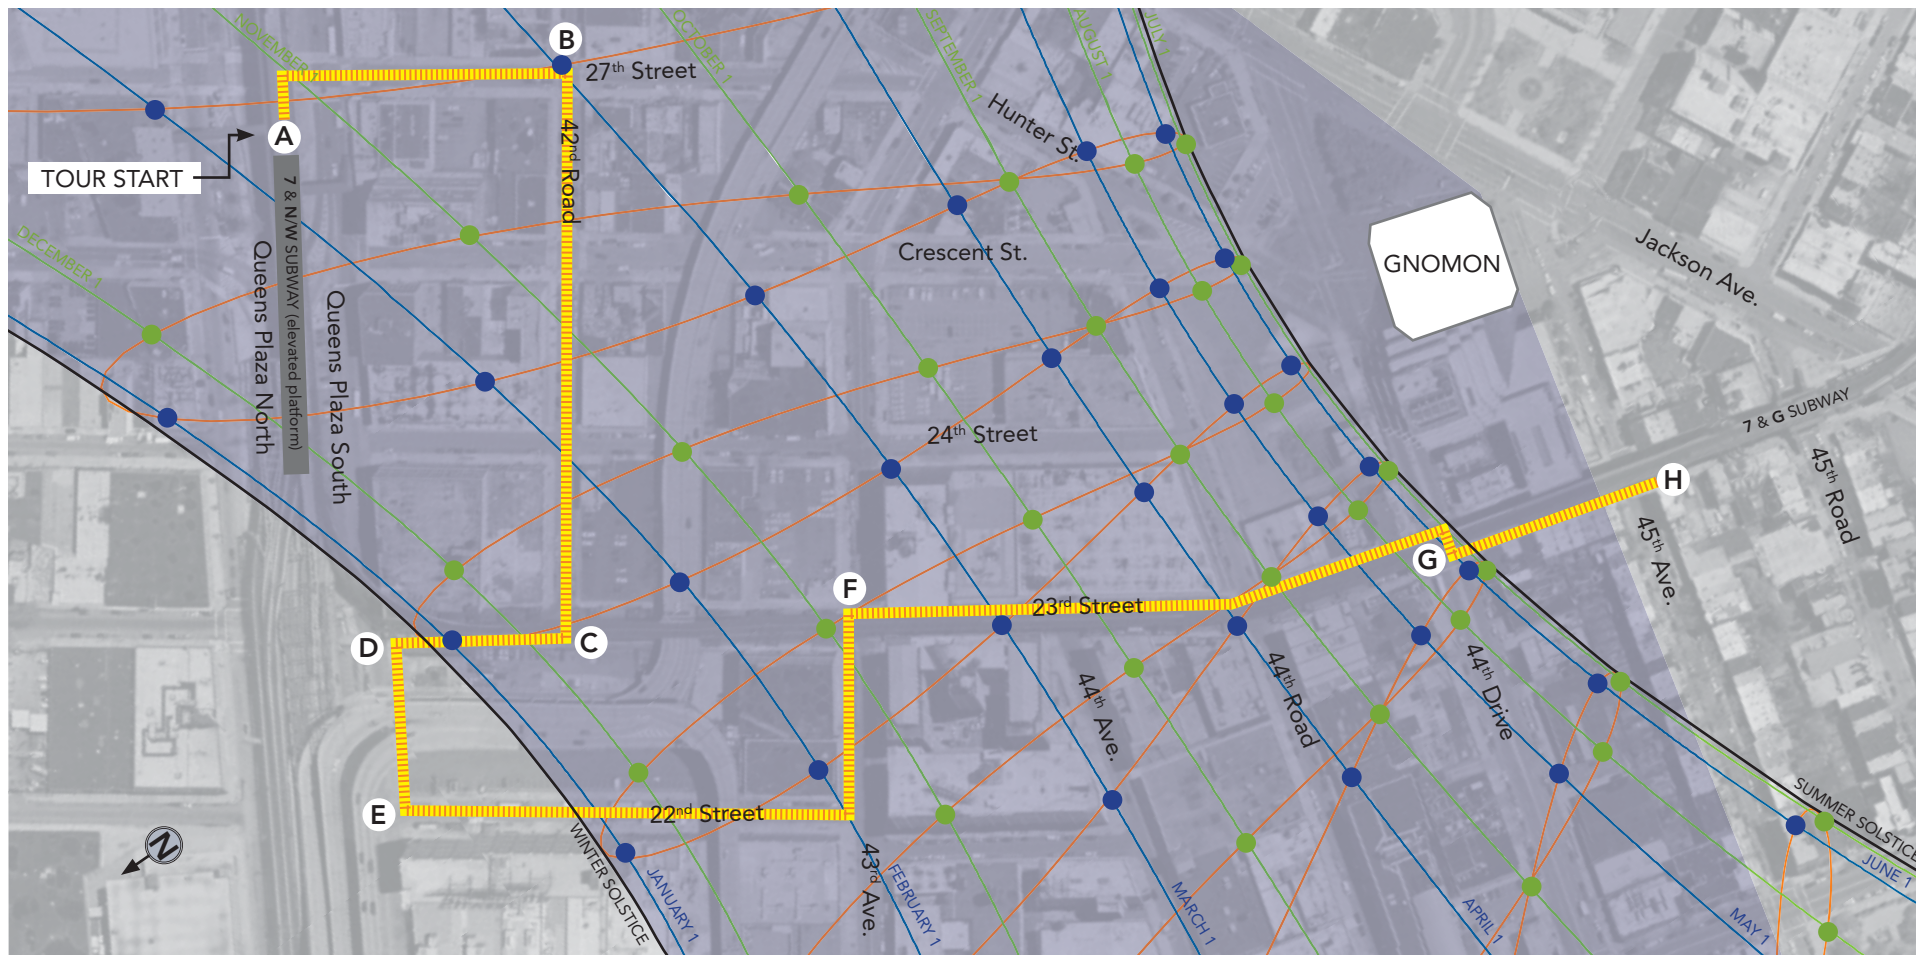 NOVEMBER 1
OCTOBER 1
SEPTEMBER 1
AUGUST 1
JULY 1
B
27th Street
A
TOUR START
42nd Road
Hunter St.
Crescent St.
GNOMON
Jackson Ave.
DECEMBER 1
Queens Plaza North
7 & N/W SUBWAY (elevated platform)
Queens Plaza South
24th Street
7 & G SUBWAY
45th Road
H
45th Ave.
G
F
23rd Street
D
C
44th Ave.
44th Road
44th Drive
E
22nd Street
N
WINTER SOLSTICE
JANUARY 1
43rd Ave.
FEBRUARY 1
MARCH 1
APRIL 1
MAY 1
SUMMER SOLSTICE
JUNE 1